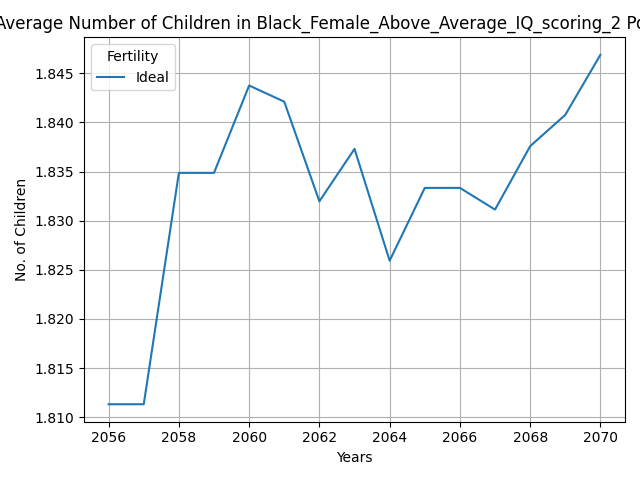 Average Number of Children in Black_Female_Above_Average_IQ_scoring_2 Po
Fertility
Ideal
1.845
1.840
1.835
1.830
1.825
1.820
1.815
1.810
No. of Children
2056 2058 2060 2062 2064 2066 2068 2070
Years